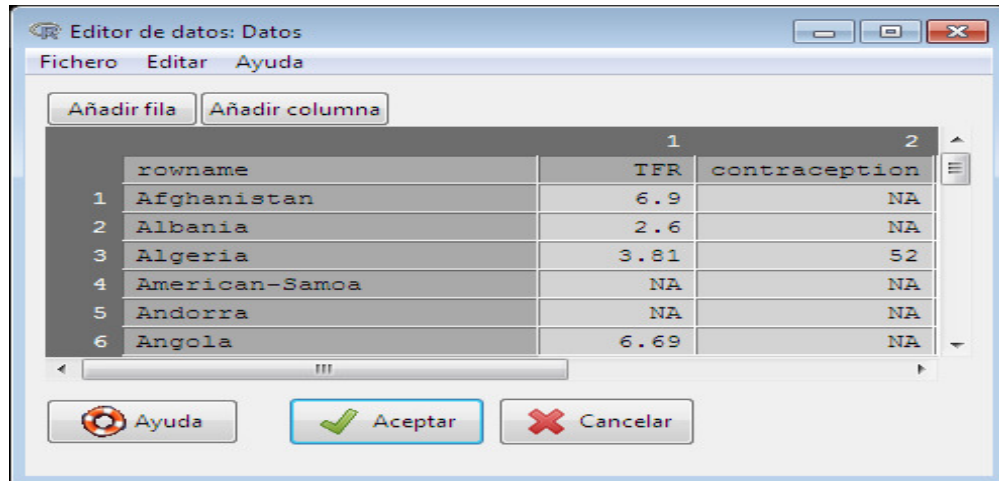 Editor de datos: Datos
Fichero Editar Ayuda
Añadir fila Añadir columna
1 2
rowname TFR contraception
1 Afghanistan 6.9 NA
2 Albania 2.6 NA
3 Algeria 3.81 52
4 American-Samoa NA NA
5 Andorra NA NA
6 Angola 6.69 NA
Ayuda Aceptar Cancelar